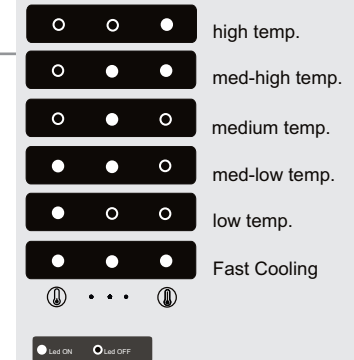 high temp.
med-high temp.
medium temp.
med-low temp.
low temp.
Fast Cooling
Led ON Led OFF